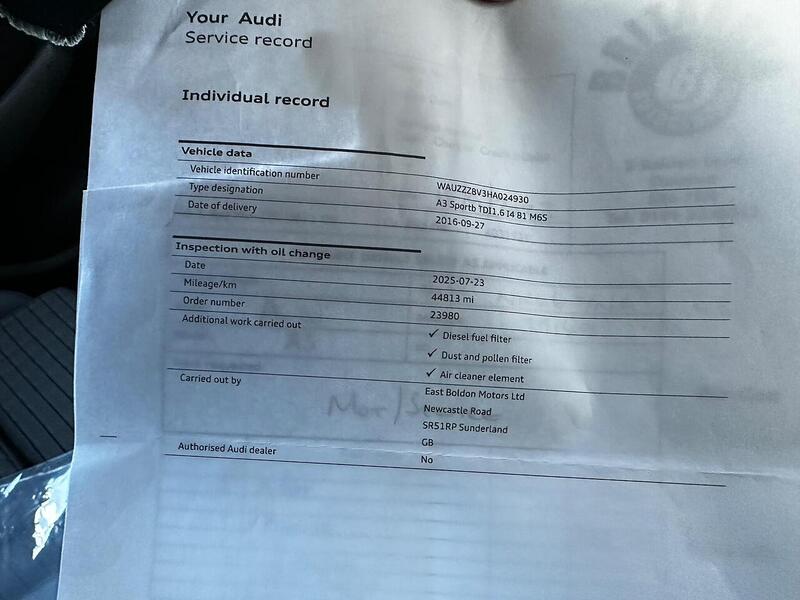 Your Audi
Service record
Individual record
Vehicle data
Vehicle identification number WAUZZZ8V3HA024930
Type designation A3 Sportb TDI1.6 I4 81 M6S
Date of delivery 2016-09-27
Inspection with oil change
Date 2025-07-23
Mileage/km 44813 mi
Order number 23980
Additional work carried out ✓ Diesel fuel filter
✓ Dust and pollen filter
✓ Air cleaner element
Carried out by East Boldon Motors Ltd
Newcastle Road
SR51RP Sunderland
GB
Authorised Audi dealer No